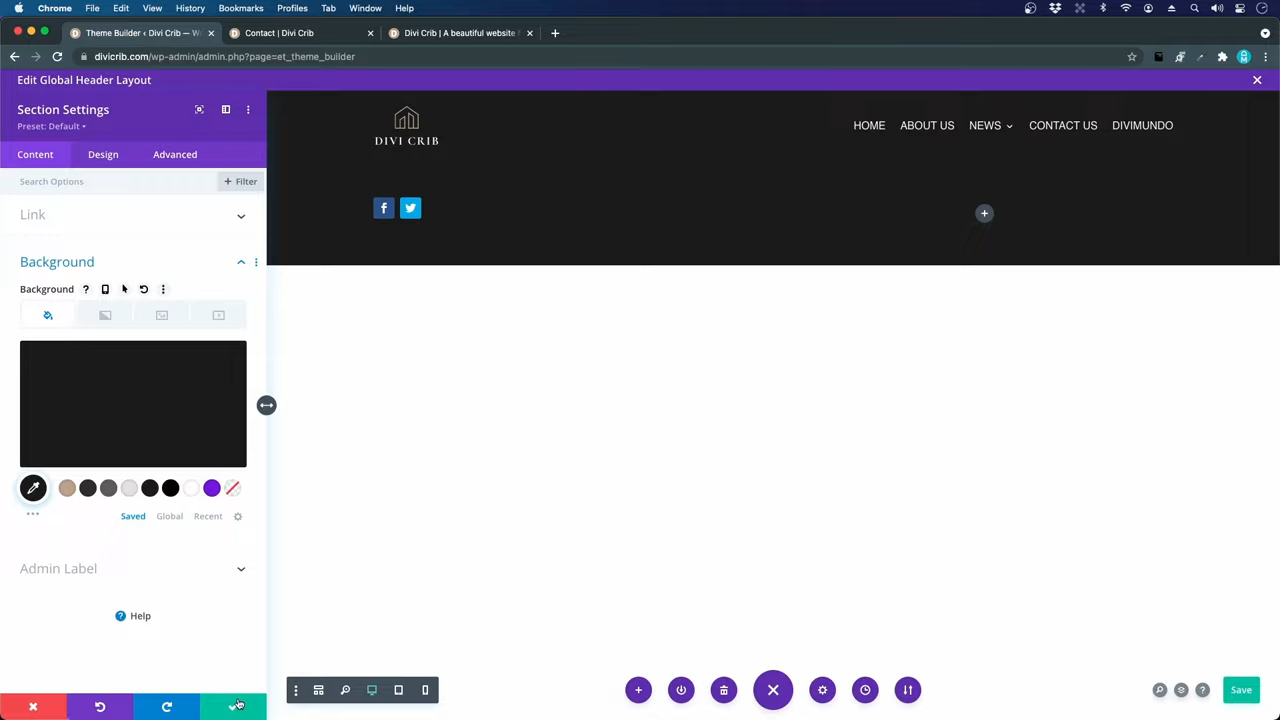 Chrome File Edit View History Bookmarks Profiles Tab Window Help
Theme Builder ‹ Divi Crib — W
Contact | Divi Crib
Divi Crib | A beautiful website
divicrib.com/wp-admin/admin.php?page=et_theme_builder
Edit Global Header Layout
Section Settings
Preset: Default
Content Design Advanced
Search Options
+ Filter
Link
Background
Background
Saved Global Recent
Admin Label
Help
DIVI CRIB
HOME ABOUT US NEWS CONTACT US DIVIMUNDO
Save